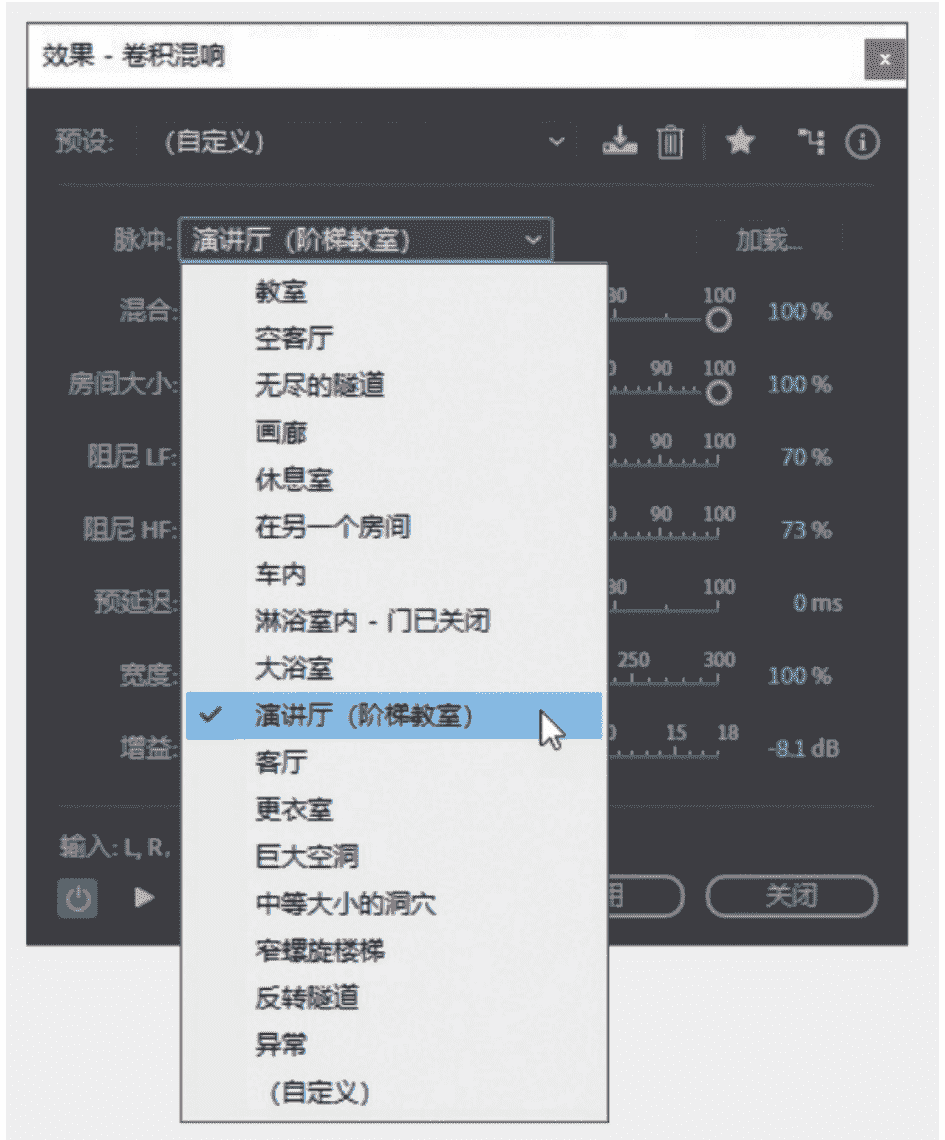 效果 - 卷积混响
x
预设: (自定义)
脉冲: 演讲厅 (阶梯教室) 加载...
教室
混合: 80 100 100 %
空客厅
房间大小: 90 100 100 %
无尽的隧道
画廊
阻尼 LF: 90 100 70 %
休息室
阻尼 HF: 90 100 73 %
在另一个房间
车内
预延迟: 80 100 0 ms
淋浴室内 - 门已关闭
宽度: 250 300 100 %
大浴室
演讲厅 (阶梯教室)
增益: 15 18 -8.1 dB
客厅
更衣室
输入: L, R,
巨大空洞
中等大小的洞穴
用 关闭
窄螺旋楼梯
反转隧道
异常
(自定义)